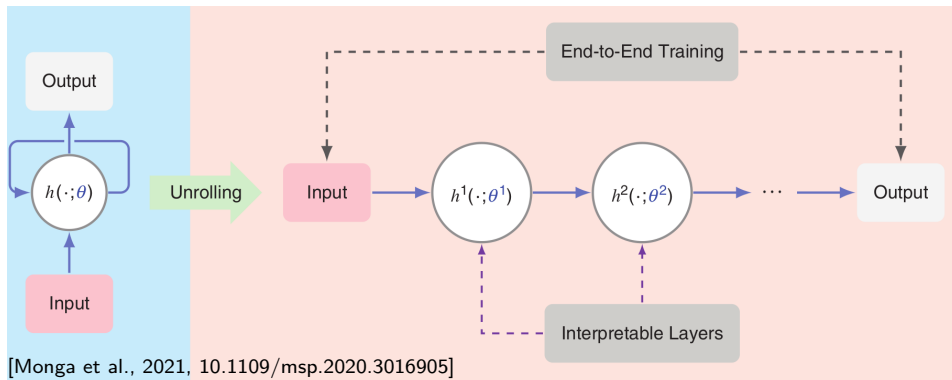 Output
h(·;θ)
Input
Unrolling
End-to-End Training
Input
h¹(·;θ¹)
h²(·;θ²)
···
Output
Interpretable Layers
[Monga et al., 2021, 10.1109/msp.2020.3016905]